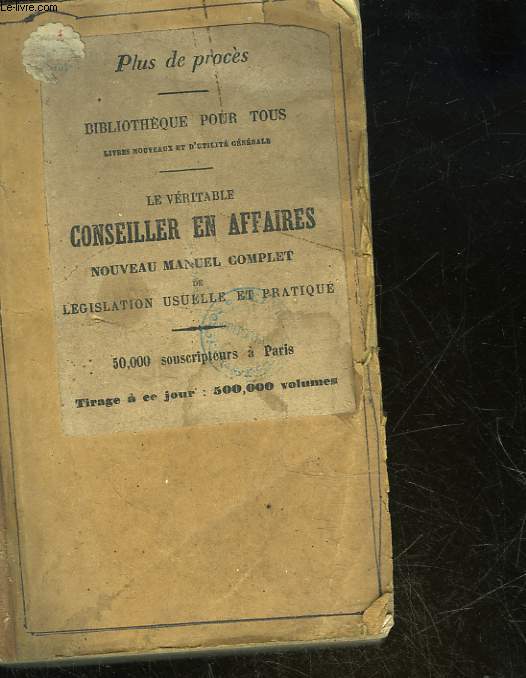 Le-livre.com
Plus de procès
BIBLIOTHÈQUE POUR TOUS
LIVRES NOUVEAUX ET D'UTILITÉ GÉNÉRALE
LE VÉRITABLE
CONSEILLER EN AFFAIRES
NOUVEAU MANUEL COMPLET
DE
LÉGISLATION USUELLE ET PRATIQUE
50,000 souscripteurs à Paris
Tirage à ce jour : 500,000 volumes